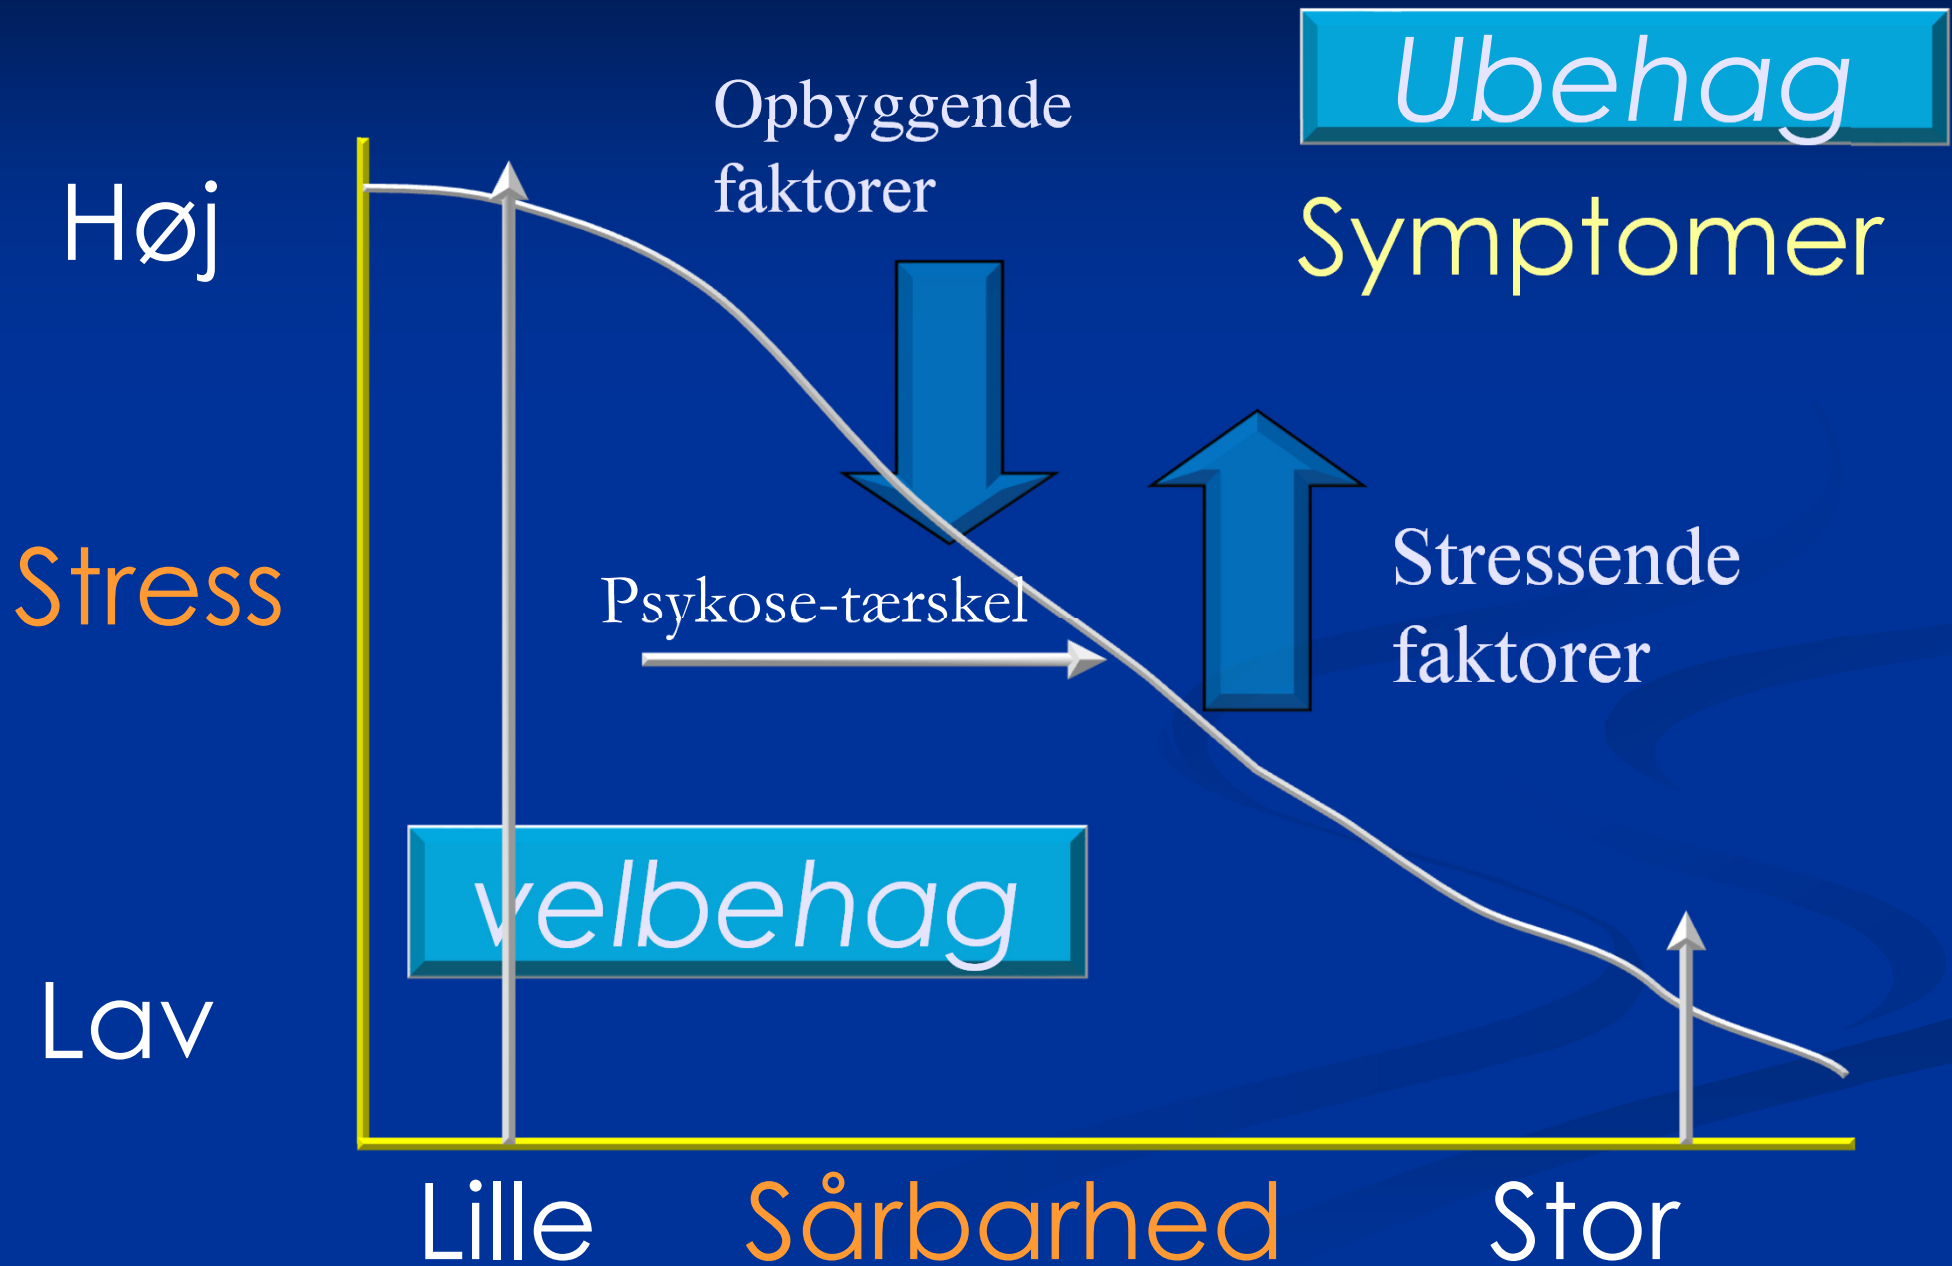 Ubehag
Opbyggende
faktorer
Høj
Symptomer
Stress
Psykose-tærskel
Stressende
faktorer
velbehag
Lav
Lille
Sårbarhed
Stor